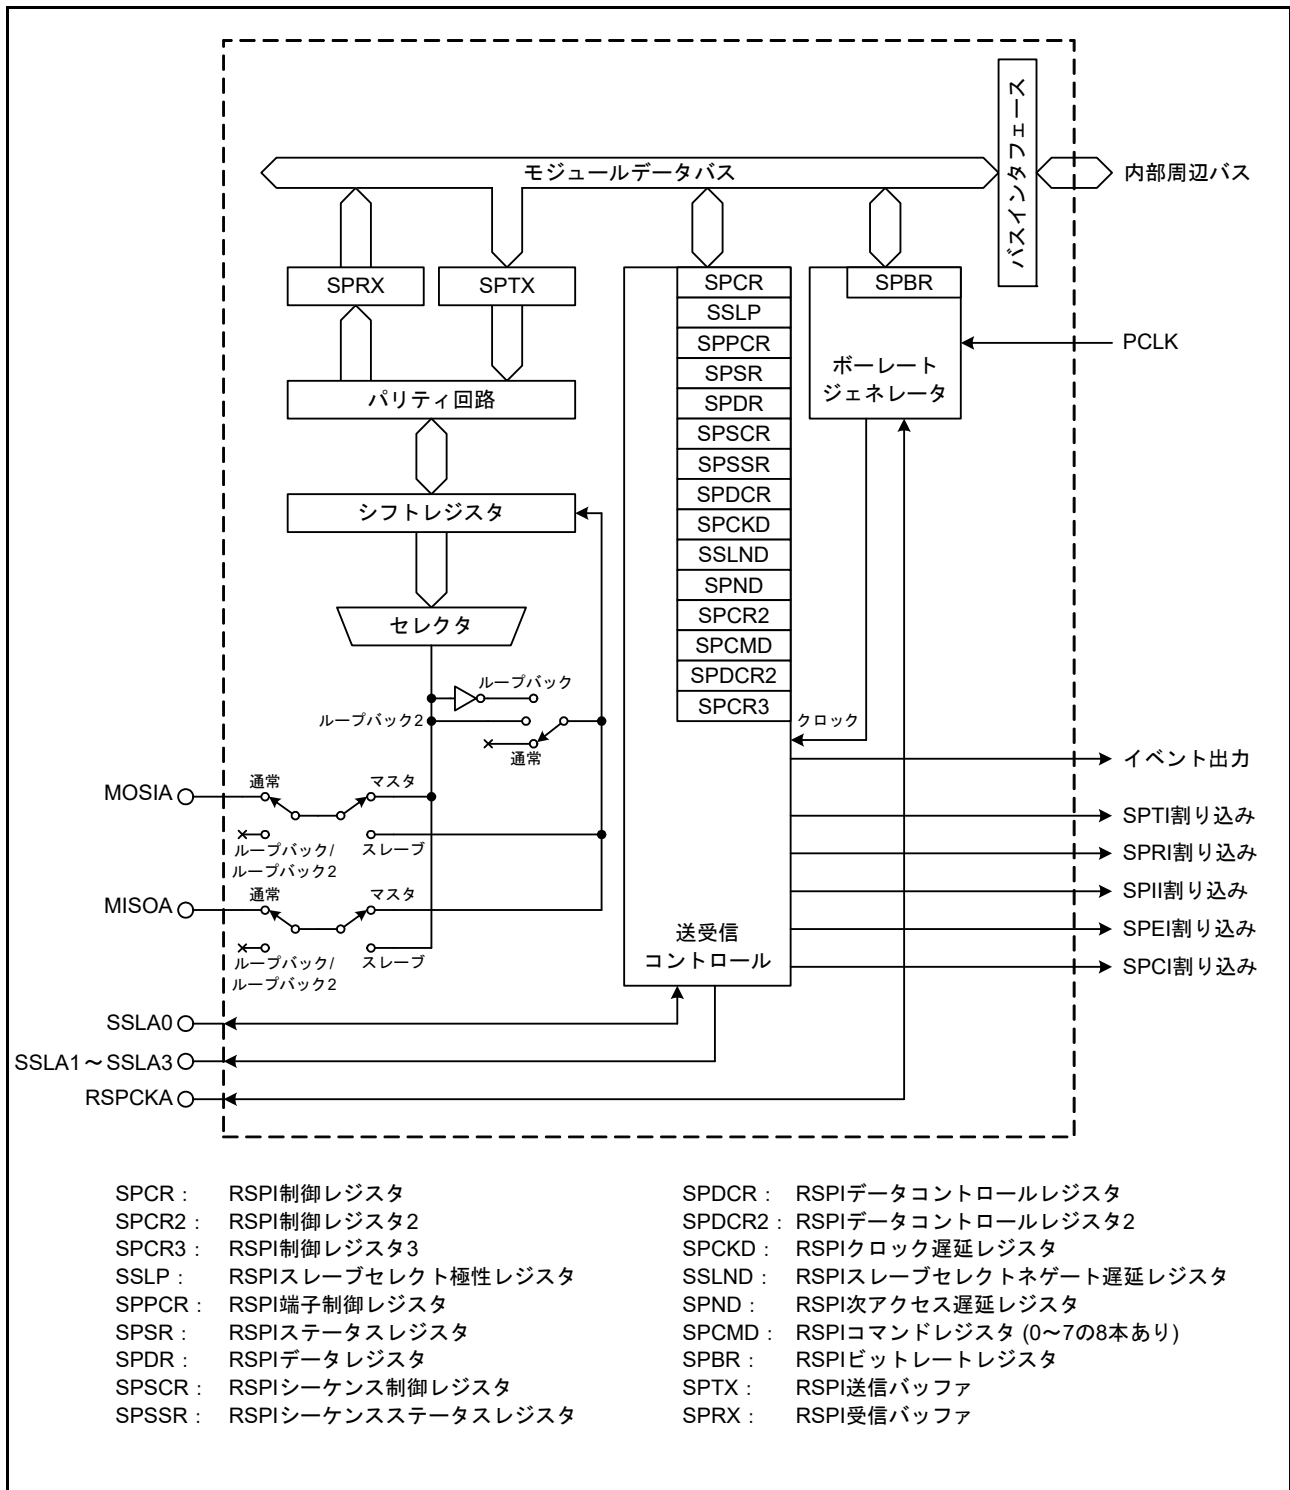 モジュールデータバス
バスインタフェース
内部周辺バス
SPRX
SPTX
SPCR
SPBR
SSLP
SPPCR
SPSR
SPDR
SPSCR
SPSSR
SPDCR
SPCKD
SSLND
SPND
SPCR2
SPCMD
SPDCR2
SPCR3
ボーレート
ジェネレータ
PCLK
パリティ回路
シフトレジスタ
セレクタ
ループバック
ループバック2
通常
クロック
イベント出力
MOSIA
通常
マスタ
ループバック/
ループバック2
スレーブ
SPTI割り込み
SPRI割り込み
MISOA
通常
マスタ
ループバック/
ループバック2
スレーブ
SPII割り込み
SPEI割り込み
SPCI割り込み
送受信
コントロール
SSLA0
SSLA1～SSLA3
RSPCKA
SPCR： RSPI制御レジスタ
SPCR2： RSPI制御レジスタ2
SPCR3： RSPI制御レジスタ3
SSLP： RSPIスレーブセレクト極性レジスタ
SPPCR： RSPI端子制御レジスタ
SPSR： RSPIステータスレジスタ
SPDR： RSPIデータレジスタ
SPSCR： RSPIシーケンス制御レジスタ
SPSSR： RSPIシーケンスステータスレジスタ
SPDCR： RSPIデータコントロールレジスタ
SPDCR2： RSPIデータコントロールレジスタ2
SPCKD： RSPIクロック遅延レジスタ
SSLND： RSPIスレーブセレクトネゲート遅延レジスタ
SPND： RSPI次アクセス遅延レジスタ
SPCMD： RSPIコマンドレジスタ (0～7の8本あり)
SPBR： RSPIビットレートレジスタ
SPTX： RSPI送信バッファ
SPRX： RSPI受信バッファ